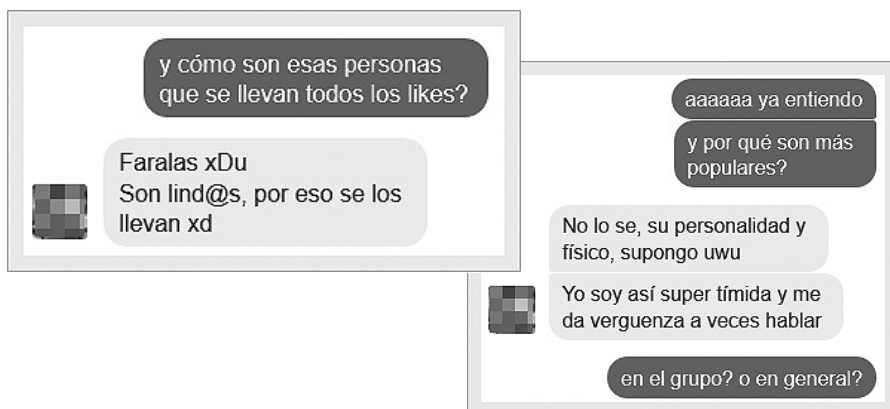 y cómo son esas personas
que se llevan todos los likes?
Faralas xDu
Son lind@s, por eso se los
llevan xd
aaaaaa ya entiendo
y por qué son más
populares?
No lo se, su personalidad y
físico, supongo uwu
Yo soy así super tímida y me
da verguenza a veces hablar
en el grupo? o en general?